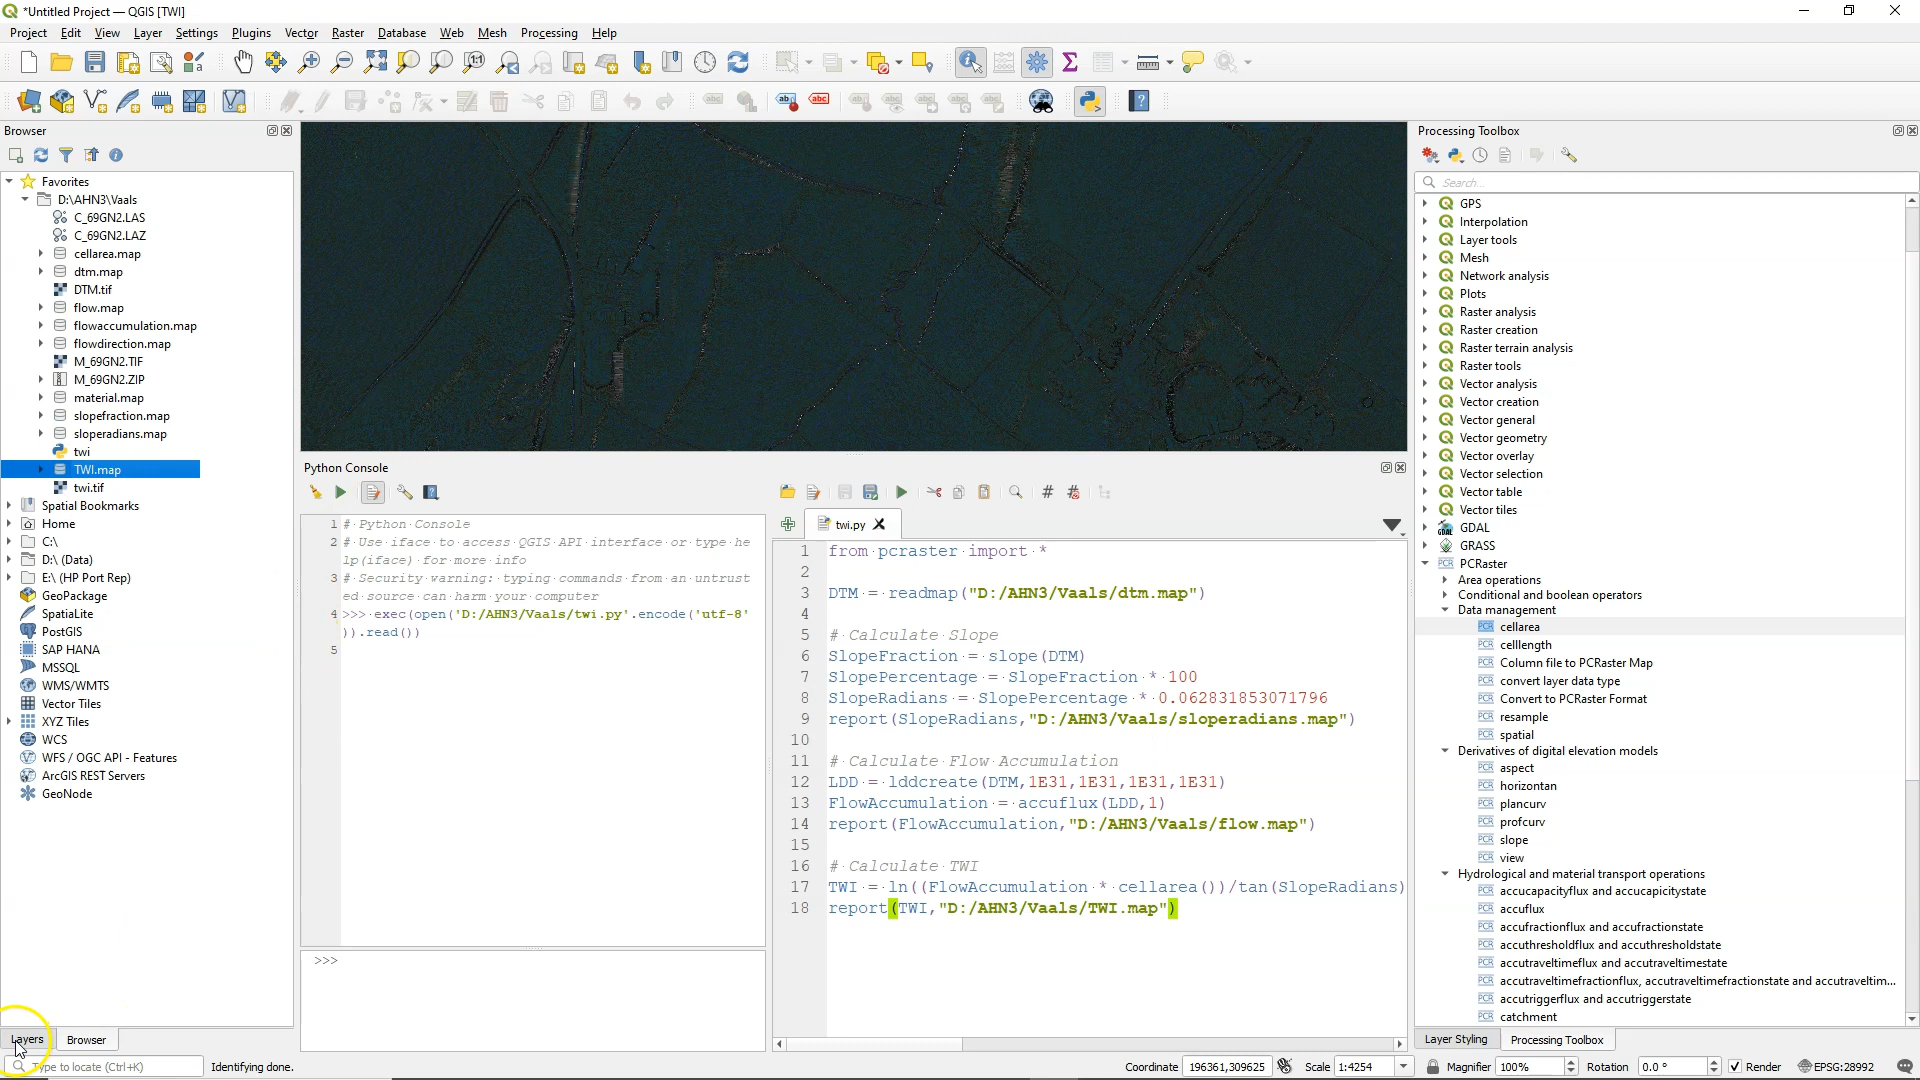 *Untitled Project — QGIS [TWI]
Project Edit View Layer Settings Plugins Vector Raster Database Web Mesh Processing Help
Browser
Favorites
D:\AHN3\Vaals
C_69GN2.LAS
C_69GN2.LAZ
cellarea.map
dtm.map
DTM.tif
flow.map
flowaccumulation.map
flowdirection.map
M_69GN2.TIF
M_69GN2.ZIP
material.map
slopefraction.map
sloperadians.map
twi
TWI.map
twi.tif
Spatial Bookmarks
Home
C:\
D:\ (Data)
E:\ (HP Port Rep)
GeoPackage
SpatiaLite
PostGIS
SAP HANA
MSSQL
WMS/WMTS
Vector Tiles
XYZ Tiles
WCS
WFS / OGC API - Features
ArcGIS REST Servers
GeoNode
Layers
Browser
Python Console
1 # Python Console
2 # Use iface to access QGIS API interface or type he
lp(iface) for more info
3 # Security warning: typing commands from an untrust
ed source can harm your computer
4 >>> exec(open('D:/AHN3/Vaals/twi.py'.encode('utf-8'
)).read())
5
>>>
twi.py
1 from pcraster import *
2
3 DTM = readmap("D:/AHN3/Vaals/dtm.map")
4
5 # Calculate Slope
6 SlopeFraction = slope(DTM)
7 SlopePercentage = SlopeFraction * 100
8 SlopeRadians = SlopePercentage * 0.062831853071796
9 report(SlopeRadians,"D:/AHN3/Vaals/sloperadians.map")
10
11 # Calculate Flow Accumulation
12 LDD = lddcreate(DTM,1E31,1E31,1E31,1E31)
13 FlowAccumulation = accuflux(LDD,1)
14 report(FlowAccumulation,"D:/AHN3/Vaals/flow.map")
15
16 # Calculate TWI
17 TWI = ln((FlowAccumulation * cellarea())/tan(SlopeRadians)
18 report(TWI,"D:/AHN3/Vaals/TWI.map")
Processing Toolbox
Search...
GPS
Interpolation
Layer tools
Mesh
Network analysis
Plots
Raster analysis
Raster creation
Raster terrain analysis
Raster tools
Vector analysis
Vector creation
Vector general
Vector geometry
Vector overlay
Vector selection
Vector table
Vector tiles
GDAL
GRASS
PCRaster
Area operations
Conditional and boolean operators
Data management
cellarea
celllength
Column file to PCRaster Map
convert layer data type
Convert to PCRaster Format
resample
spatial
Derivatives of digital elevation models
aspect
horizontan
plancurv
profcurv
slope
view
Hydrological and material transport operations
accucapacityflux and accucapicitystate
accuflux
accufractionflux and accufractionstate
accuthresholdflux and accuthresholdstate
accutraveltimeflux and accutraveltimestate
accutraveltimefractionflux, accutraveltimefractionstate and accutraveltim...
accutriggerflux and accutriggerstate
catchment
Layer Styling
Processing Toolbox
Type to locate (Ctrl+K)
Identifying done.
Coordinate 196361,309625 Scale 1:4254 Magnifier 100% Rotation 0.0 ° Render EPSG:28992